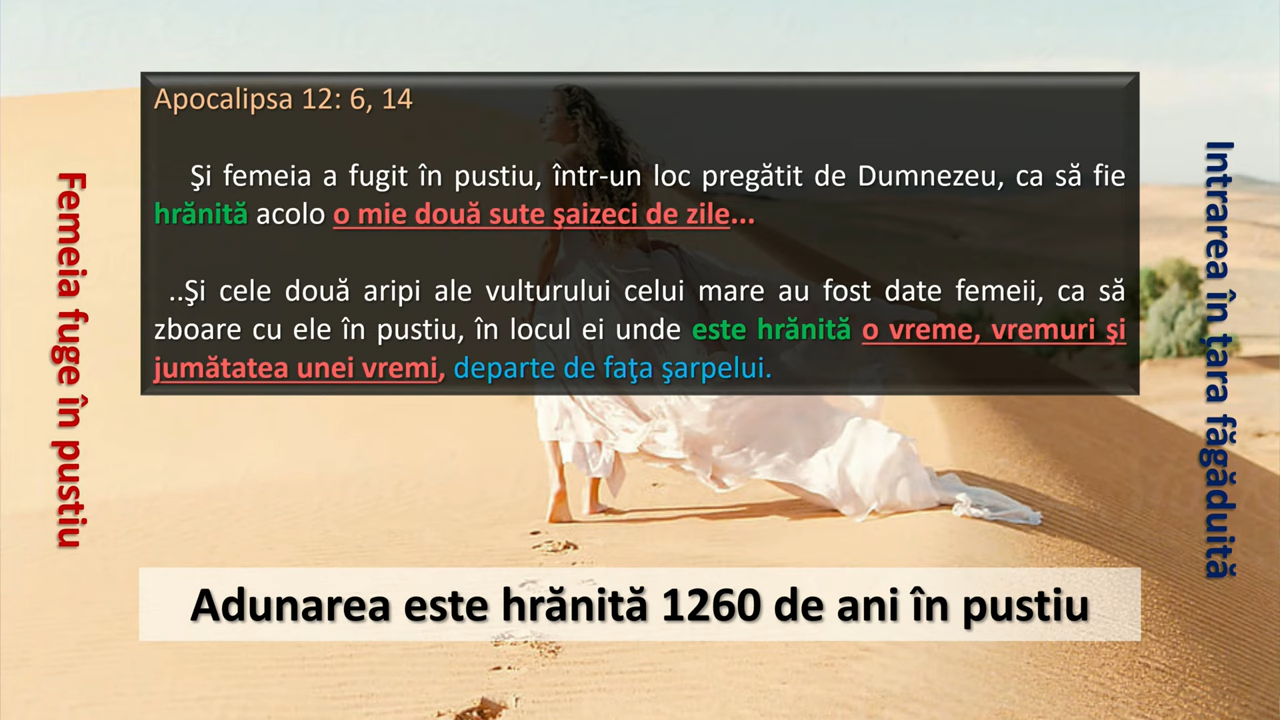 Apocalipsa 12: 6, 14
Şi femeia a fugit în pustiu, într-un loc pregătit de Dumnezeu, ca să fie
hrănită acolo o mie două sute şaizeci de zile...
..Şi cele două aripi ale vulturului celui mare au fost date femeii, ca să
zboare cu ele în pustiu, în locul ei unde este hrănită o vreme, vremuri şi
jumătatea unei vremi, departe de faţa şarpelui.
Femeia fuge în pustiu
Intrarea în țara făgăduită
Adunarea este hrănită 1260 de ani în pustiu